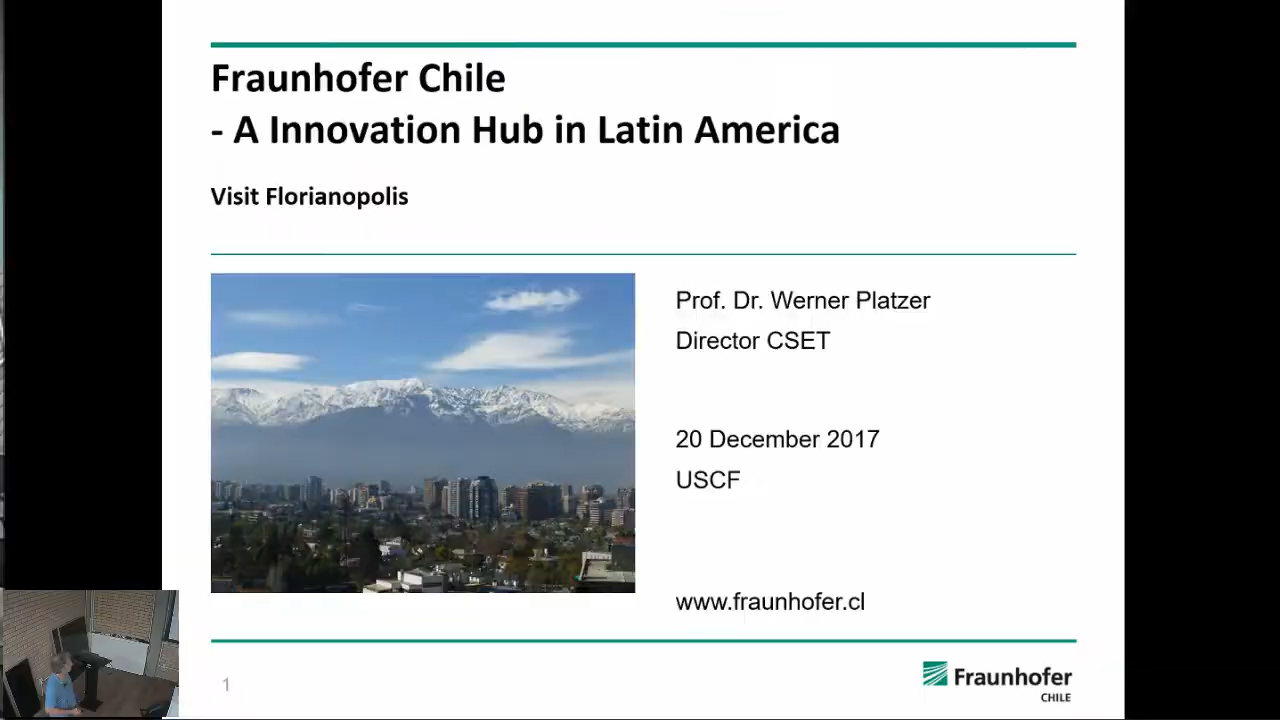 Fraunhofer Chile
- A Innovation Hub in Latin America
Visit Florianopolis
Prof. Dr. Werner Platzer
Director CSET
20 December 2017
USCF
www.fraunhofer.cl
1
Fraunhofer
CHILE